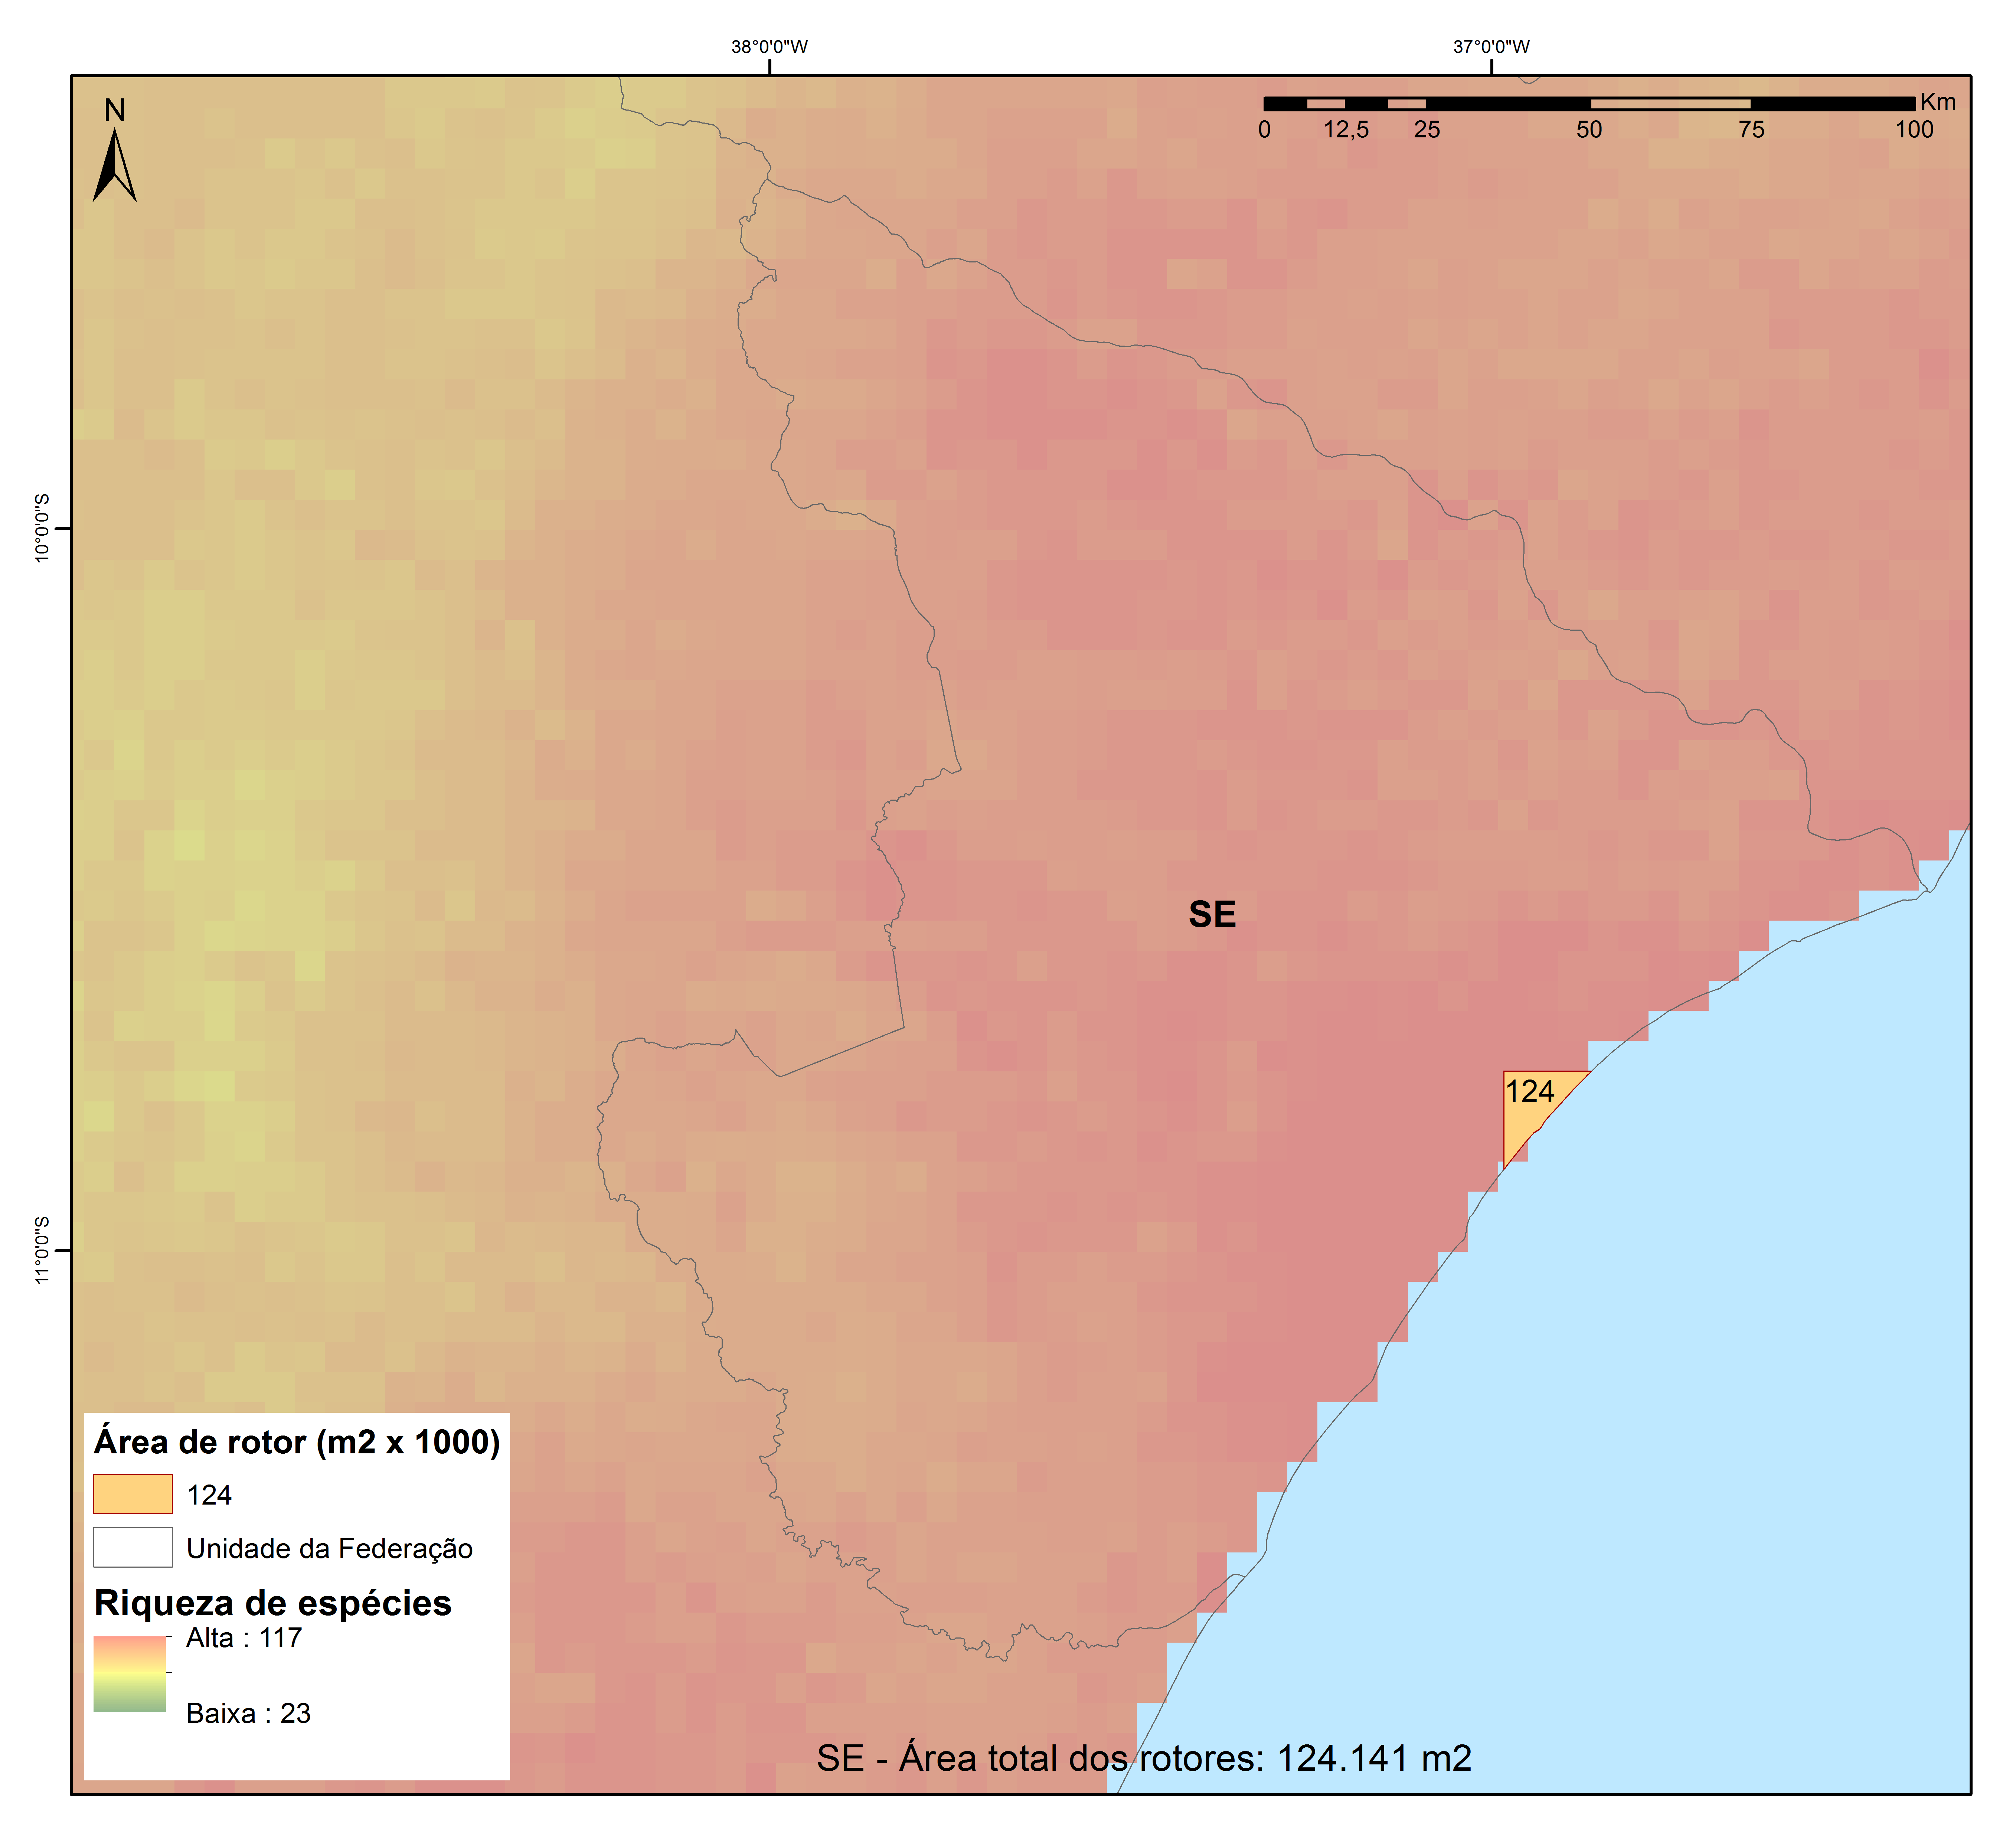 38°0'0"W
37°0'0"W
N
Km
0
12,5
25
50
75
100
10°0'0"S
SE
124
11°0'0"S
Área de rotor (m2 x 1000)
124
Unidade da Federação
Riqueza de espécies
Alta : 117
Baixa : 23
SE - Área total dos rotores: 124.141 m2